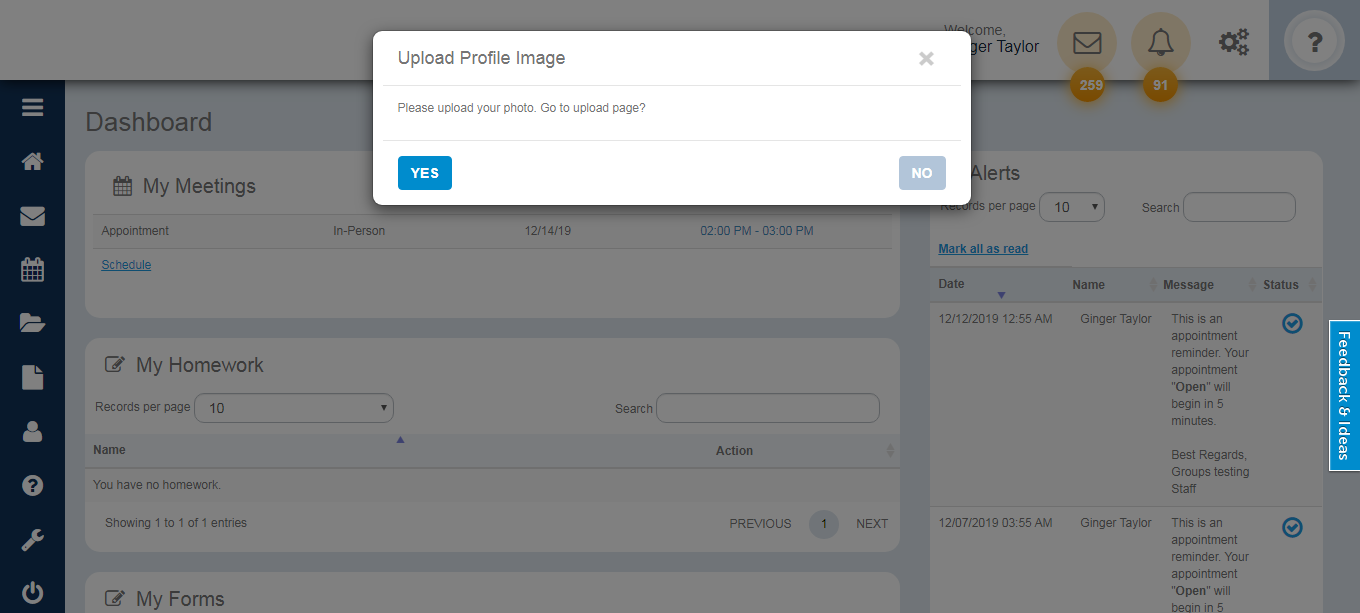 Welcome,
ger Taylor
?
259
91
Upload Profile Image
×
Please upload your photo. Go to upload page?
YES
NO
Dashboard
My Meetings
Appointment In-Person 12/14/19 02:00 PM - 03:00 PM
Schedule
My Homework
Records per page 10 Search
Name Action
You have no homework.
Showing 1 to 1 of 1 entries PREVIOUS 1 NEXT
My Forms
Alerts
Records per page 10 Search
Mark all as read
Date Name Message Status
12/12/2019 12:55 AM Ginger Taylor This is an
appointment
reminder. Your
appointment
"Open" will
begin in 5
minutes.
Best Regards,
Groups testing
Staff
12/07/2019 03:55 AM Ginger Taylor This is an
appointment
reminder. Your
appointment
"Open" will
begin in 5
Feedback & Ideas